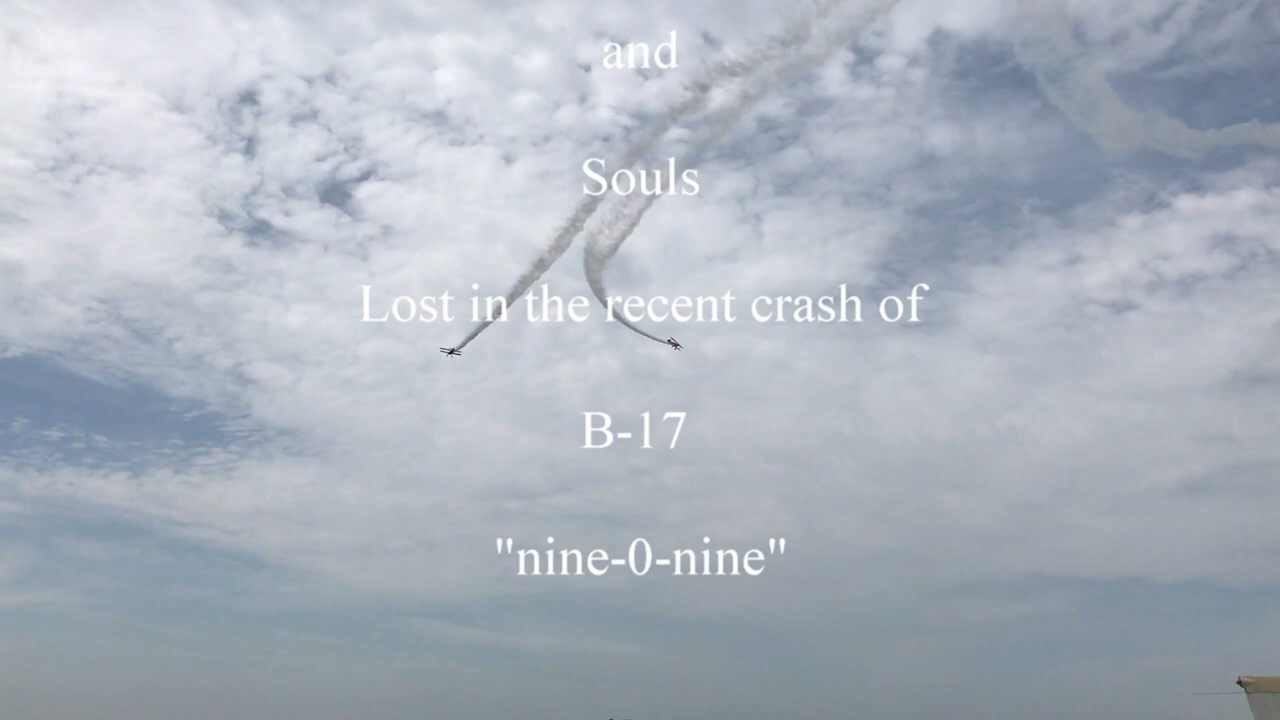 and
Souls
Lost in the recent crash of
B-17
"nine-0-nine"